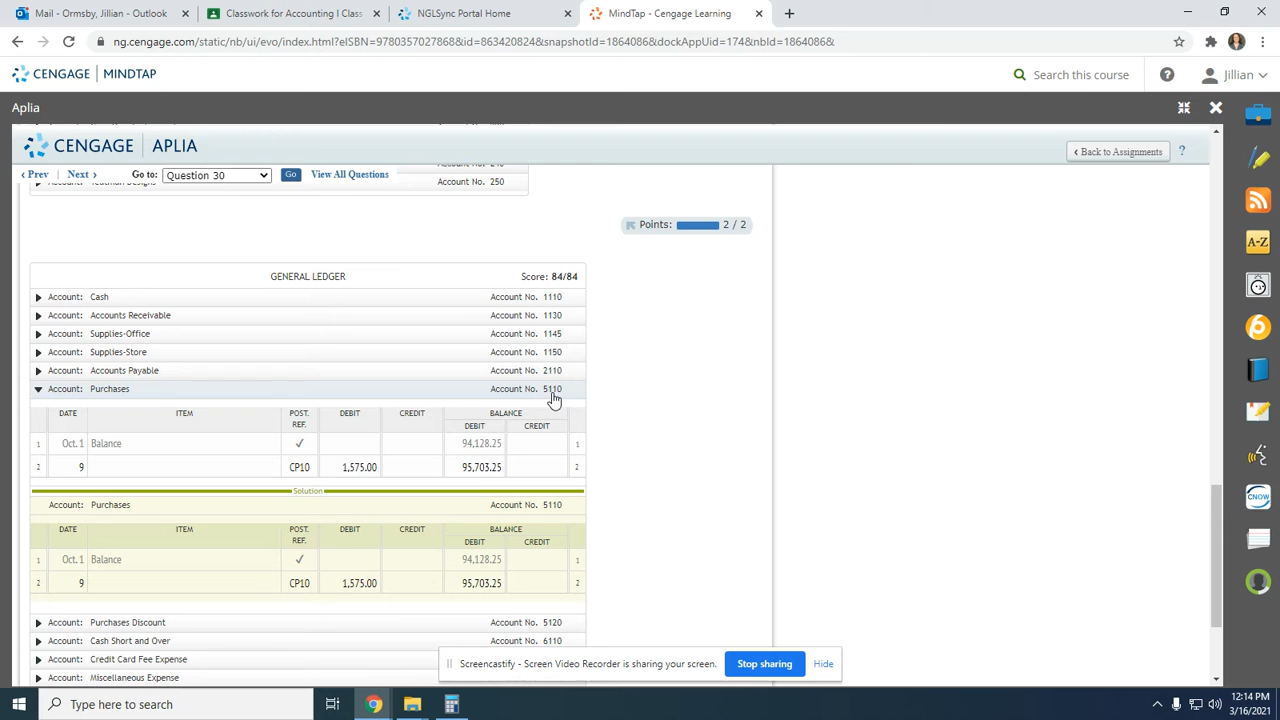 Mail - Ormsby, Jillian - Outlook
Classwork for Accounting I Class
NGLSync Portal Home
MindTap - Cengage Learning
ng.cengage.com/static/nb/ui/evo/index.html?eISBN=9780357027868&id=863420824&snapshotId=1864086&dockAppUid=174&nbId=1864086&
CENGAGE | MINDTAP
Search this course
Jillian
Aplia
CENGAGE | APLIA
Back to Assignments
?
Prev Next Go to: Question 30 Go View All Questions
Account No. 250
Points: 2 / 2
GENERAL LEDGER Score: 84/84
Account: Cash Account No. 1110
Account: Accounts Receivable Account No. 1130
Account: Supplies-Office Account No. 1145
Account: Supplies-Store Account No. 1150
Account: Accounts Payable Account No. 2110
Account: Purchases Account No. 5110
DATE ITEM POST. REF. DEBIT CREDIT BALANCE
DEBIT CREDIT
1 Oct. 1 Balance ✓ 94,128.25 1
2 9 CP10 1,575.00 95,703.25 2
Solution
Account: Purchases Account No. 5110
DATE ITEM POST. REF. DEBIT CREDIT BALANCE
DEBIT CREDIT
1 Oct. 1 Balance ✓ 94,128.25 1
2 9 CP10 1,575.00 95,703.25 2
Account: Purchases Discount Account No. 5120
Account: Cash Short and Over Account No. 6110
Account: Credit Card Fee Expense
Account: Miscellaneous Expense
Screencastify - Screen Video Recorder is sharing your screen. Stop sharing Hide
A-Z
CNOW
Type here to search
12:14 PM
3/16/2021